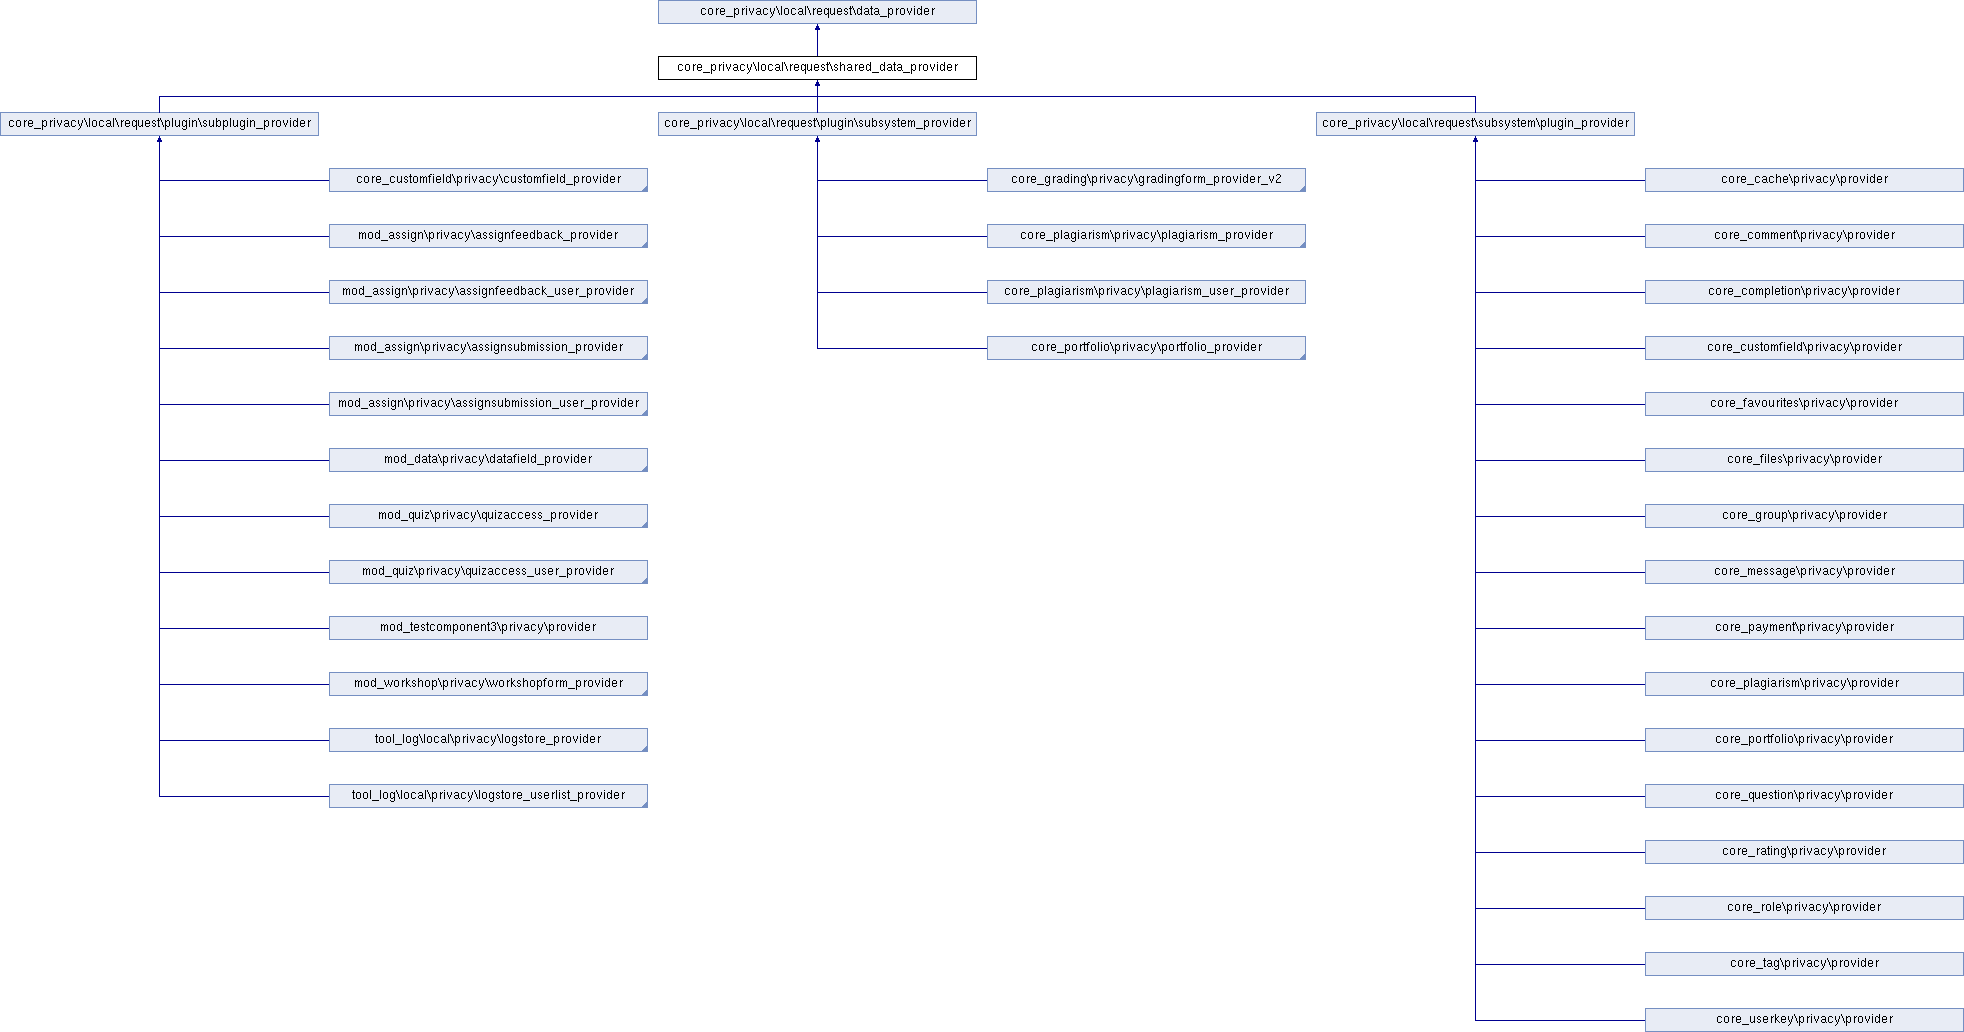 core_privacy\local\request\data_provider
core_privacy\local\request\shared_data_provider
core_privacy\local\request\plugin\subplugin_provider
core_privacy\local\request\plugin\subsystem_provider
core_privacy\local\request\subsystem\plugin_provider
core_customfield\privacy\customfield_provider
core_grading\privacy\gradingform_provider_v2
core_cache\privacy\provider
mod_assign\privacy\assignfeedback_provider
core_plagiarism\privacy\plagiarism_provider
core_comment\privacy\provider
mod_assign\privacy\assignfeedback_user_provider
core_plagiarism\privacy\plagiarism_user_provider
core_completion\privacy\provider
mod_assign\privacy\assignsubmission_provider
core_portfolio\privacy\portfolio_provider
core_customfield\privacy\provider
mod_assign\privacy\assignsubmission_user_provider
core_favourites\privacy\provider
mod_data\privacy\datafield_provider
core_files\privacy\provider
mod_quiz\privacy\quizaccess_provider
core_group\privacy\provider
mod_quiz\privacy\quizaccess_user_provider
core_message\privacy\provider
mod_testcomponent3\privacy\provider
core_payment\privacy\provider
mod_workshop\privacy\workshopform_provider
core_plagiarism\privacy\provider
tool_log\local\privacy\logstore_provider
core_portfolio\privacy\provider
tool_log\local\privacy\logstore_userlist_provider
core_question\privacy\provider
core_rating\privacy\provider
core_role\privacy\provider
core_tag\privacy\provider
core_userkey\privacy\provider